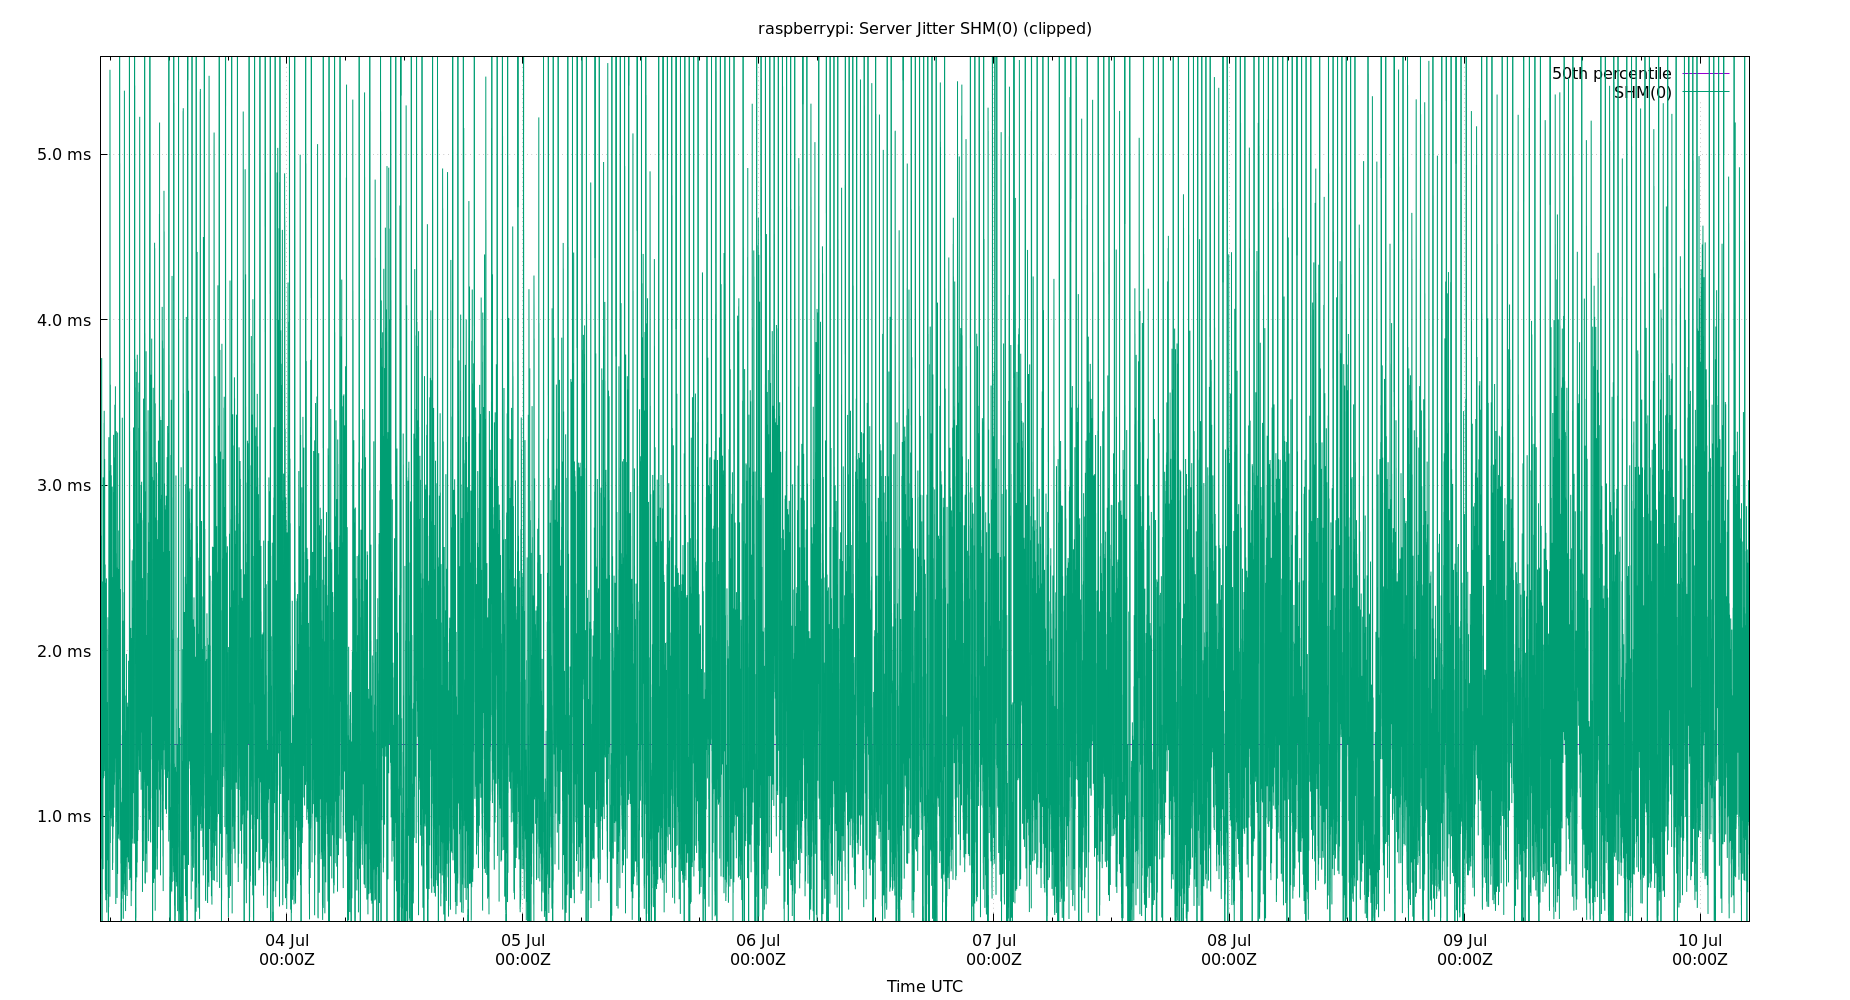 raspberrypi: Server Jitter SHM(0) (clipped)
50th percentile
SHM(0)
5.0 ms
4.0 ms
3.0 ms
2.0 ms
1.0 ms
04 Jul 05 Jul 06 Jul 07 Jul 08 Jul 09 Jul 10 Jul
00:00Z 00:00Z 00:00Z 00:00Z 00:00Z 00:00Z 00:00Z
Time UTC